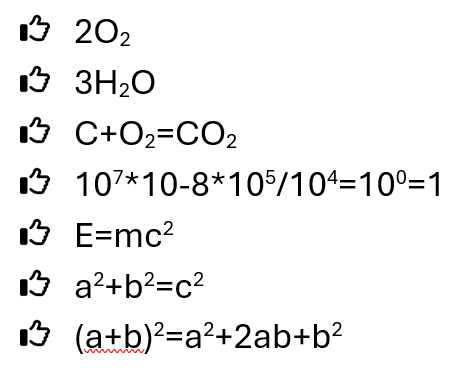 2O₂
3H₂O
C+O₂=CO₂
10⁷*10-8*10⁵/10⁴=10⁰=1
E=mc²
a²+b²=c²
(a+b)²=a²+2ab+b²